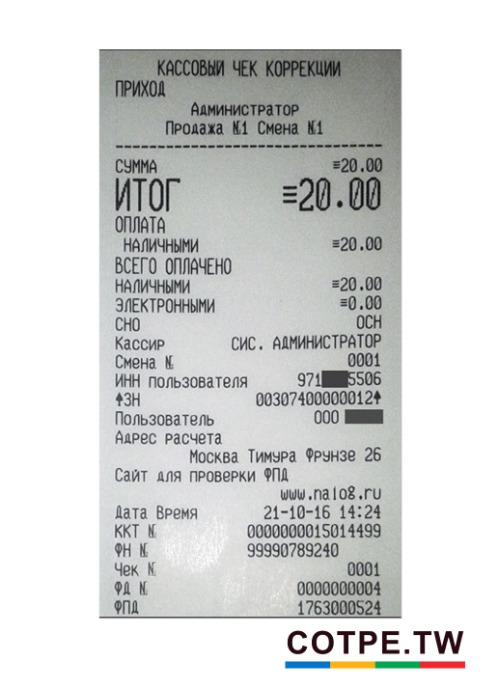 КАССОВЫЙ ЧЕК КОРРЕКЦИИ
ПРИХОД
Администратор
Продажа №1 Смена №1
СУММА ≡20.00
ИТОГ ≡20.00
ОПЛАТА
НАЛИЧНЫМИ ≡20.00
ВСЕГО ОПЛАЧЕНО
НАЛИЧНЫМИ ≡20.00
ЭЛЕКТРОННЫМИ ≡0.00
СНО ОСН
Кассир СИС. АДМИНИСТРАТОР
Смена № 0001
ИНН пользователя 971 5506
ЗН 00307400000012
Пользователь ООО
Адрес расчета
Москва Тимура Фрунзе 26
Сайт для проверки ФПД
www.nalog.ru
Дата Время 21-10-16 14:24
ККТ № 0000000015014499
ФН № 99990789240
Чек № 0001
ФД № 0000000004
ФПД 1763000524
COTPE.TW